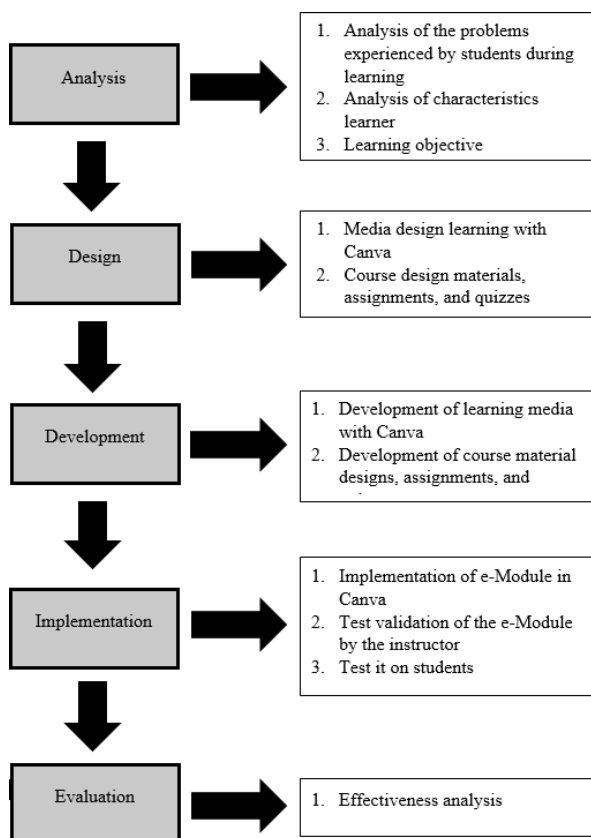 Analysis
1. Analysis of the problems
experienced by students during
learning
2. Analysis of characteristics
learner
3. Learning objective
Design
1. Media design learning with
Canva
2. Course design materials,
assignments, and quizzes
Development
1. Development of learning media
with Canva
2. Development of course material
designs, assignments, and
Implementation
1. Implementation of e-Module in
Canva
2. Test validation of the e-Module
by the instructor
3. Test it on students
Evaluation
1. Effectiveness analysis